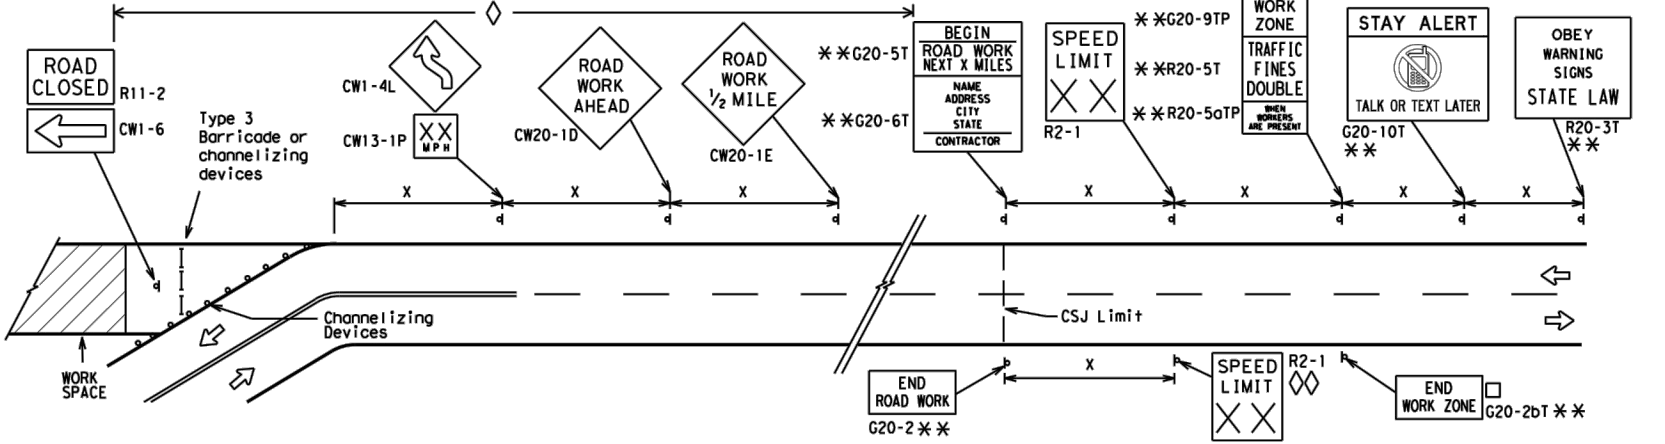 ROAD
CLOSED
R11-2
CW1-6
Type 3
Barricade or
channelizing
devices
CW1-4L
XX
MPH
CW13-1P
ROAD
WORK
AHEAD
CW20-1D
ROAD
WORK
1/2 MILE
CW20-1E
**G20-5T
**G20-6T
BEGIN
ROAD WORK
NEXT X MILES
NAME
ADDRESS
CITY
STATE
CONTRACTOR
SPEED
LIMIT
XX
R2-1
**G20-9TP
**R20-5T
**R20-5aTP
WORK
ZONE
TRAFFIC
FINES
DOUBLE
WHEN
WORKERS
ARE PRESENT
STAY ALERT
TALK OR TEXT LATER
G20-10T
**
OBEY
WARNING
SIGNS
STATE LAW
R20-3T
**
X
X
X
X
X
X
X
Channelizing
Devices
CSJ Limit
WORK
SPACE
X
END
ROAD WORK
G20-2**
SPEED
LIMIT
XX
R2-1
END
WORK ZONE
G20-2bT**